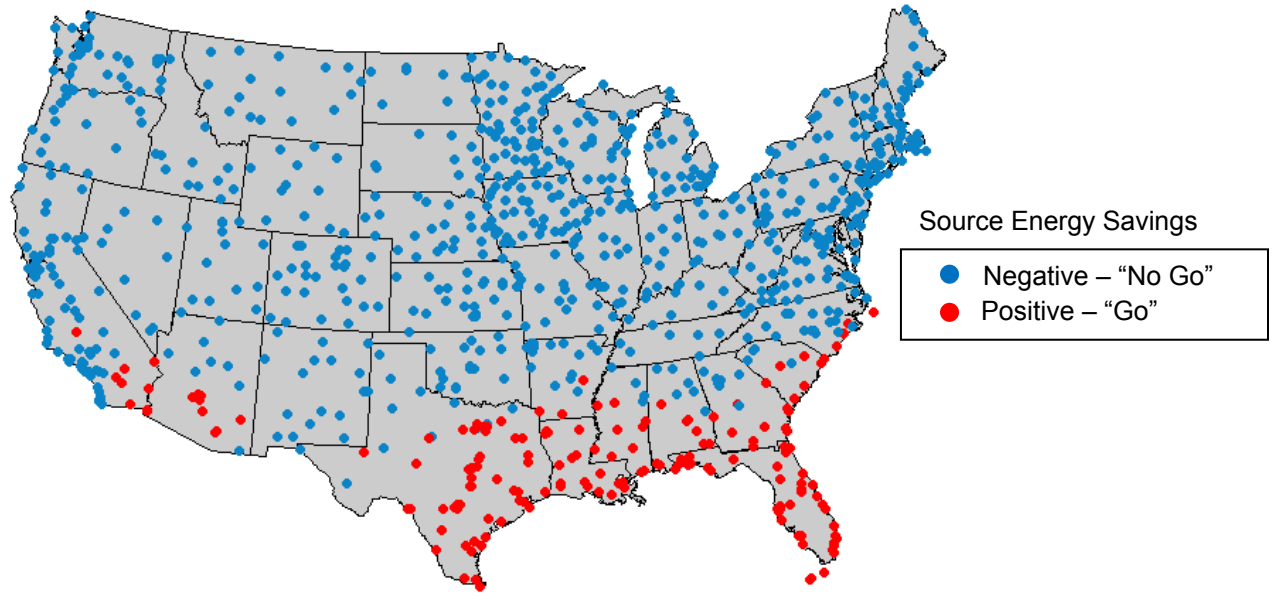 Source Energy Savings
Negative – “No Go”
Positive – “Go”